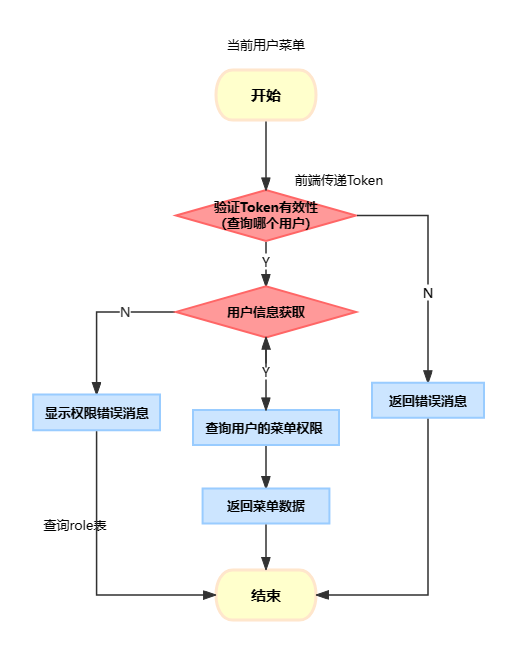 当前用户菜单
开始
前端传递Token
验证Token有效性
（查询哪个用户）
Y
N
用户信息获取
N
Y
显示权限错误消息
返回错误消息
查询用户的菜单权限
返回菜单数据
查询role表
结束